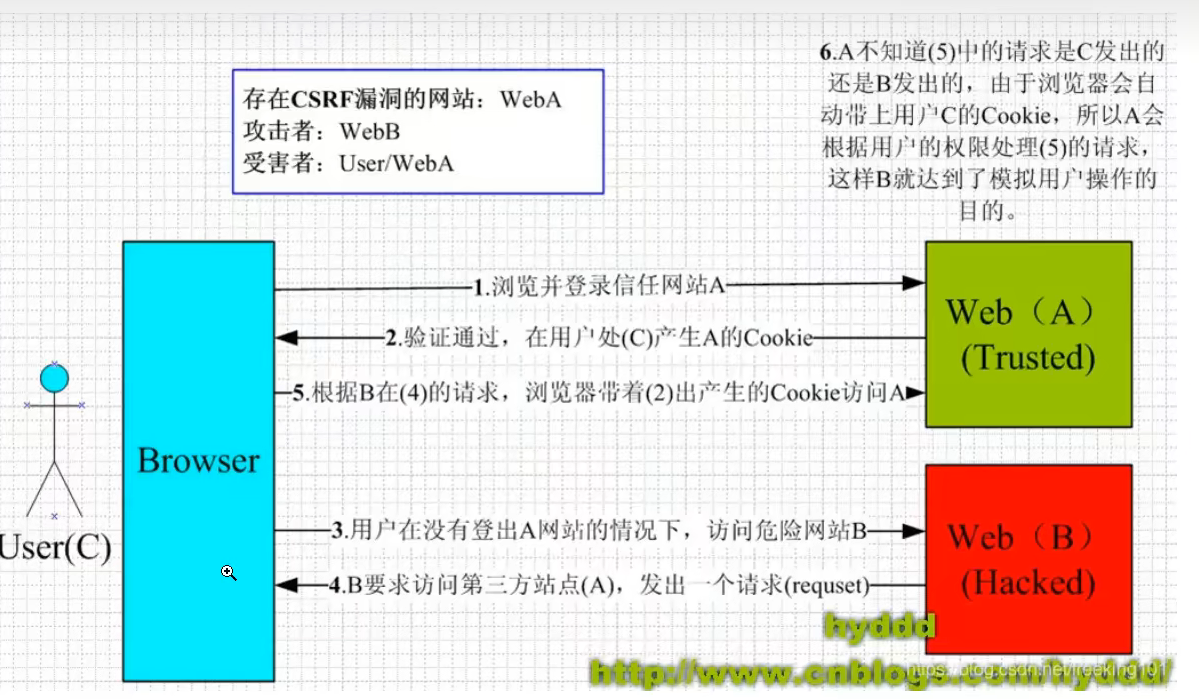 6.A不知道(5)中的请求是C发出的
还是B发出的，由于浏览器会自
动带上用户C的Cookie，所以A会
根据用户的权限处理(5)的请求，
这样B就达到了模拟用户操作的
目的。
存在CSRF漏洞的网站：WebA
攻击者：WebB
受害者：User/WebA
1.浏览并登录信任网站A
2.验证通过，在用户处(C)产生A的Cookie
5.根据B在(4)的请求，浏览器带着(2)出产生的Cookie访问A
Web（A）
(Trusted)
Browser
User(C)
3.用户在没有登出A网站的情况下，访问危险网站B
4.B要求访问第三方站点(A)，发出一个请求(requset)
Web（B）
(Hacked)
hyddd
http://www.cnblogs.com/hyddd/
https://blog.csdn.net/freeking101